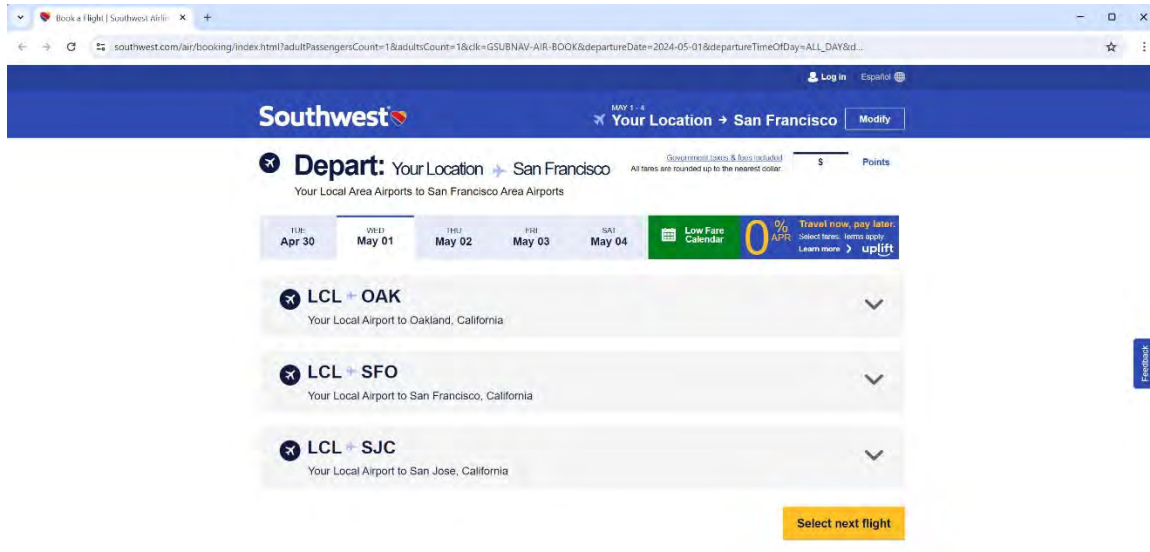 Book a Flight | Southwest Airlin
southwest.com/air/booking/index.html?adultPassengersCount=1&adultsCount=1&clk=GSUBNAV-AIR-BOOK&departureDate=2024-05-01&departureTimeOfDay=ALL_DAY&d...
Log in Español
Southwest
MAY 1 - 4
Your Location → San Francisco Modify
Depart: Your Location San Francisco
Government taxes & fees included
All fares are rounded up to the nearest dollar.
$ Points
Your Local Area Airports to San Francisco Area Airports
TUE Apr 30
WED May 01
THU May 02
FRI May 03
SAT May 04
Low Fare Calendar
0% APR
Travel now, pay later.
Select fares. Terms apply.
Learn more
uplift
LCL OAK
Your Local Airport to Oakland, California
LCL SFO
Your Local Airport to San Francisco, California
LCL SJC
Your Local Airport to San Jose, California
Feedback
Select next flight